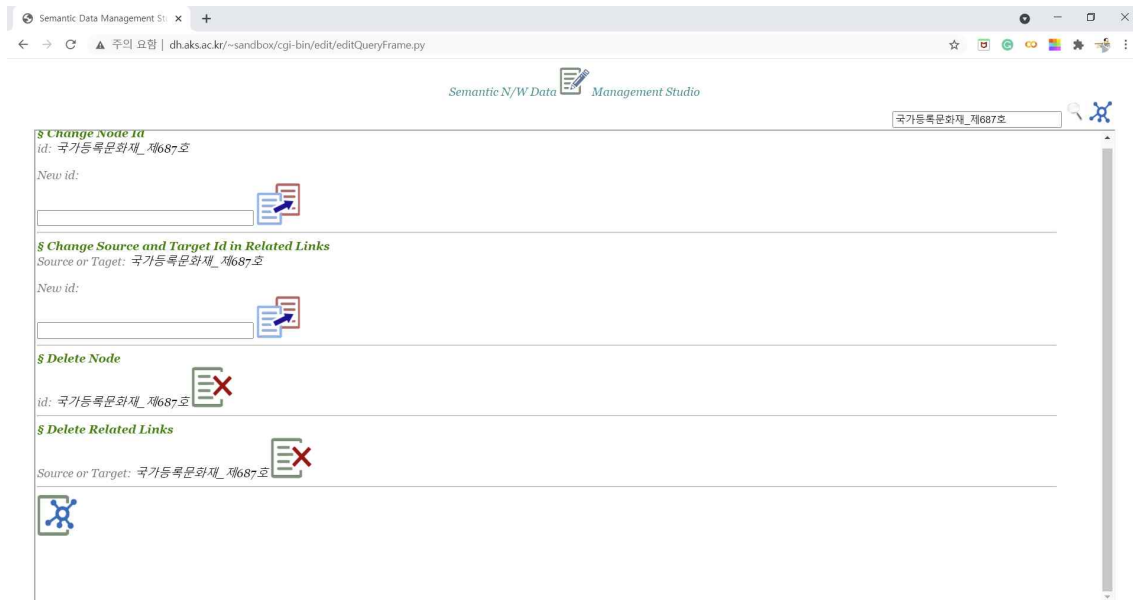 Semantic Data Management St
주의 요함 | dh.aks.ac.kr/~sandbox/cgi-bin/edit/editQueryFrame.py
Semantic N/W Data Management Studio
국가등록문화재_제687호
§ Change Node Id
id: 국가등록문화재_제687호
New id:
§ Change Source and Target Id in Related Links
Source or Taget: 국가등록문화재_제687호
New id:
§ Delete Node
id: 국가등록문화재_제687호
§ Delete Related Links
Source or Target: 국가등록문화재_제687호